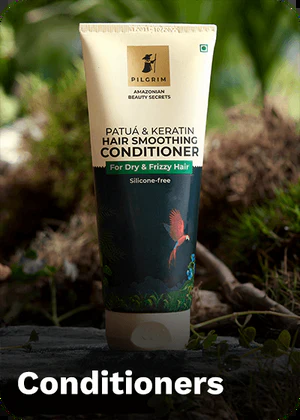 PILGRIM
AMAZONIAN
BEAUTY SECRETS
PATUÁ & KERATIN
HAIR SMOOTHING
CONDITIONER
For Dry & Frizzy Hair
Silicone-free
Conditioners